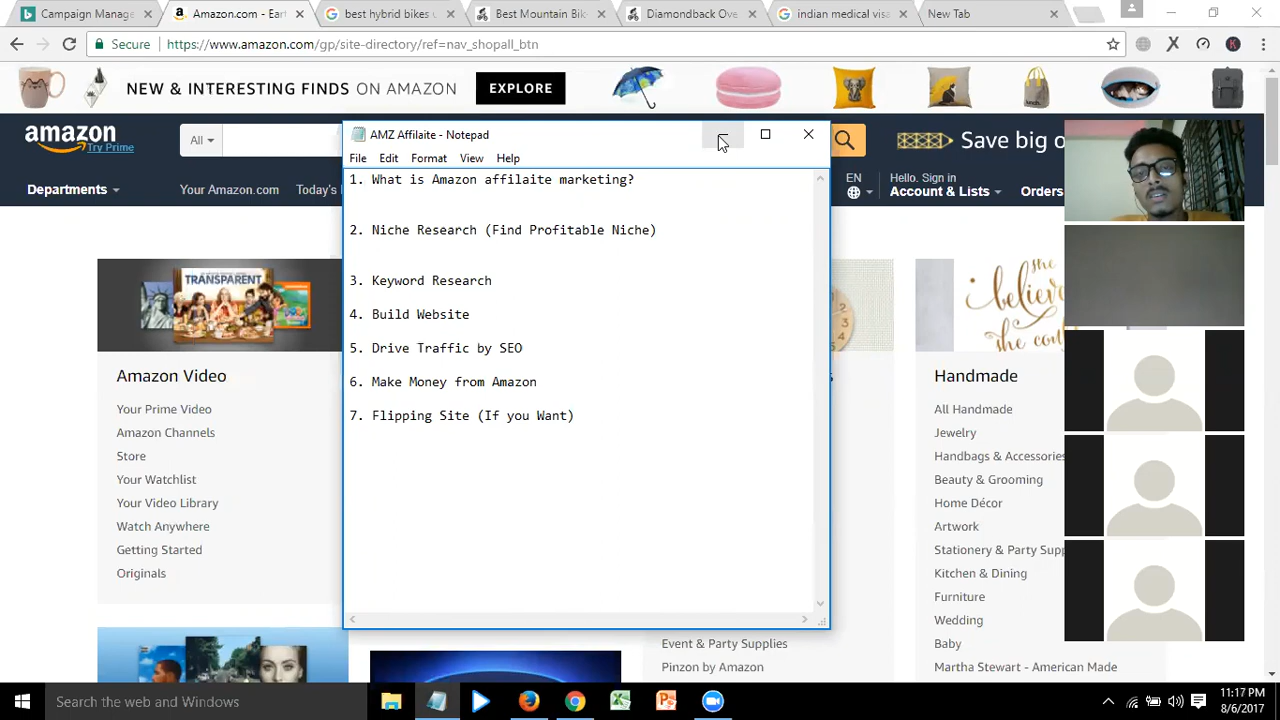 Campaign Manage
Amazon.com - Eart
best hybrid bikes u
Best Mountain Bik
Diamondback Ove
indian medical visa
New Tab
Secure
https://www.amazon.com/gp/site-directory/ref=nav_shopall_btn
K
NEW & INTERESTING FINDS ON AMAZON
EXPLORE
amazon
Try Prime
All
Save big o
Departments
Your Amazon.com
Today's
EN
Hello. Sign in
Account & Lists
Orders
AMZ Affilaite - Notepad
File Edit Format View Help
1. What is Amazon affilaite marketing?
2. Niche Research (Find Profitable Niche)
3. Keyword Research
4. Build Website
5. Drive Traffic by SEO
6. Make Money from Amazon
7. Flipping Site (If you Want)
TRANSPARENT
Amazon Video
Your Prime Video
Amazon Channels
Store
Your Watchlist
Your Video Library
Watch Anywhere
Getting Started
Originals
she
believe
she co
Handmade
All Handmade
Jewelry
Handbags & Accessories
Beauty & Grooming
Home Décor
Artwork
Stationery & Party Supp
Kitchen & Dining
Furniture
Wedding
Baby
Martha Stewart - American Made
Event & Party Supplies
Pinzon by Amazon
Search the web and Windows
11:17 PM
8/6/2017